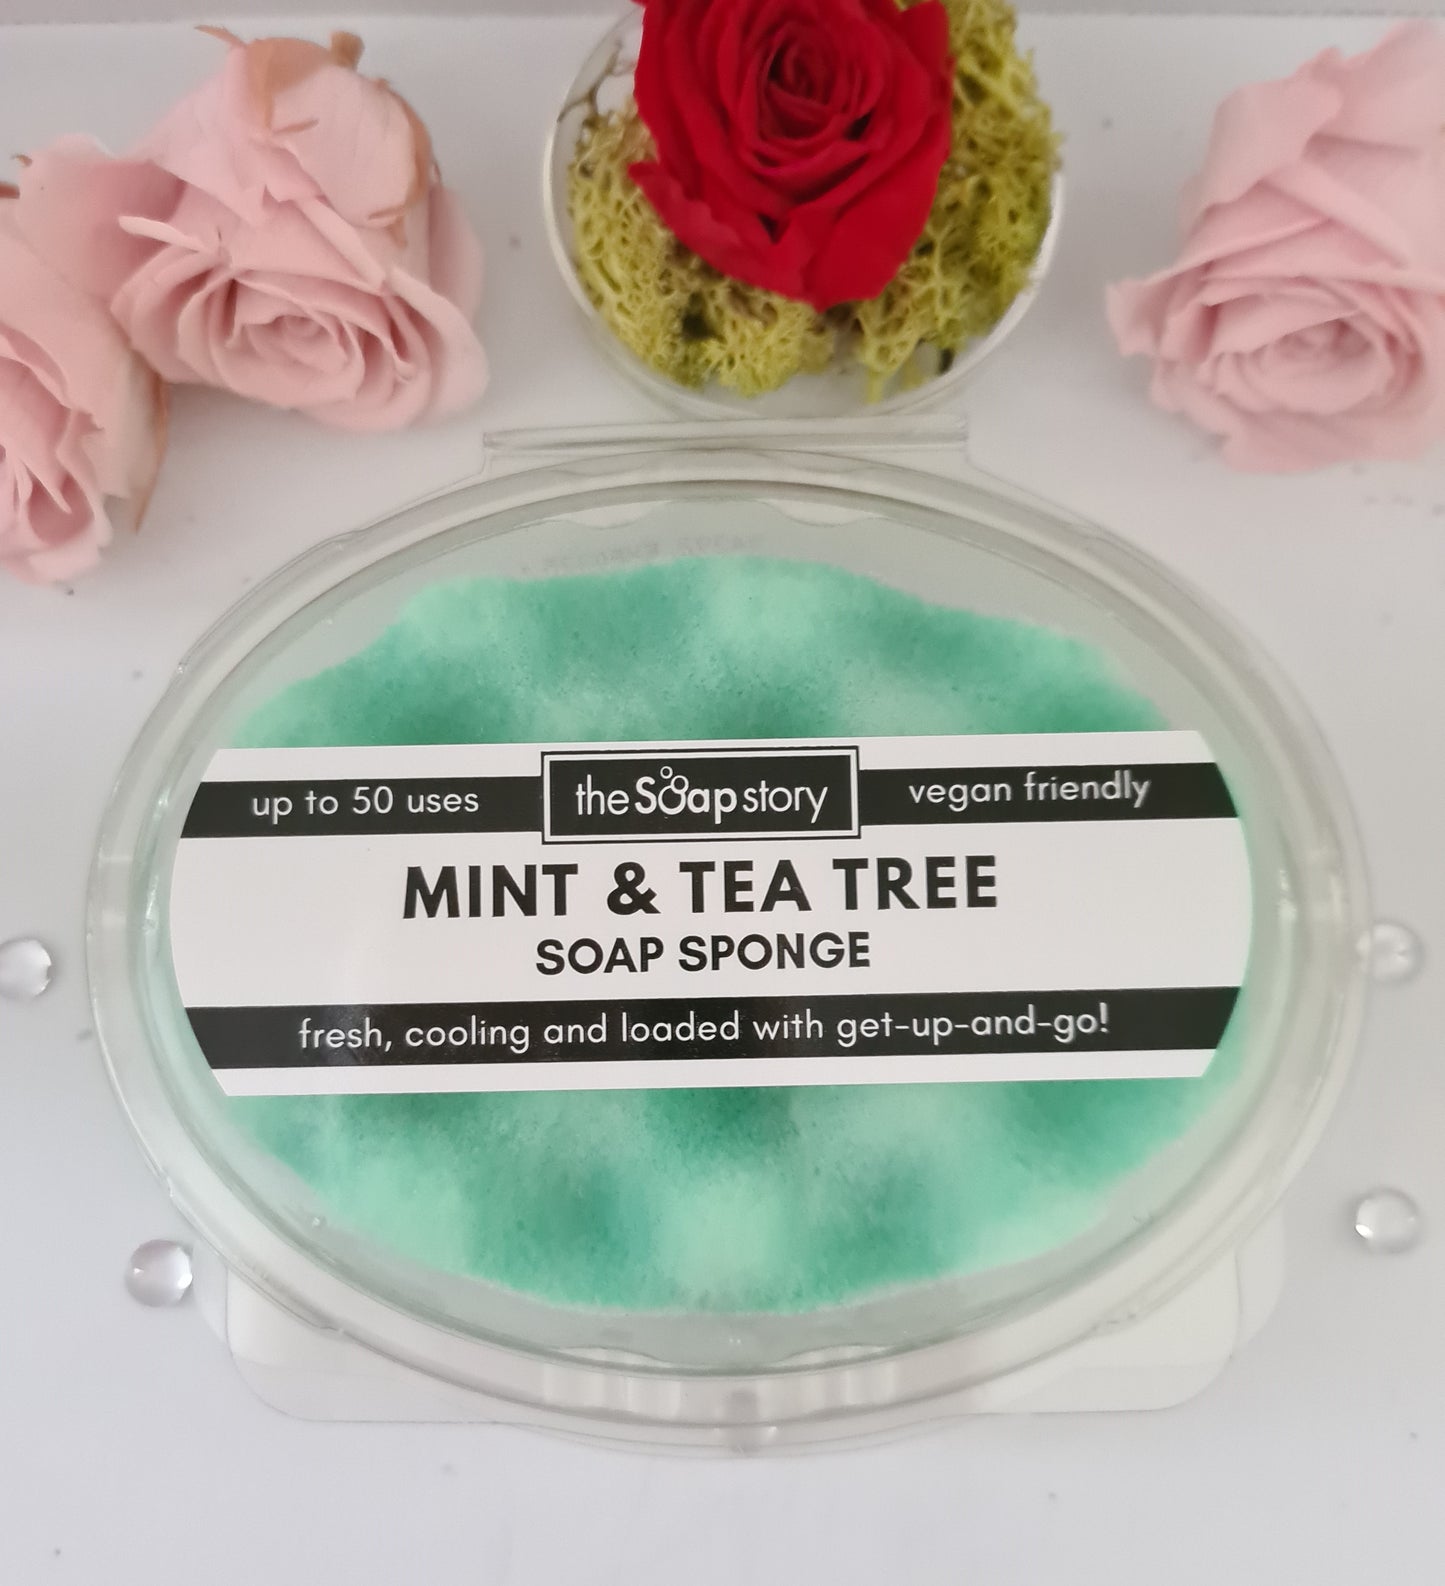 up to 50 uses
the Soap story
vegan friendly
MINT & TEA TREE
SOAP SPONGE
fresh, cooling and loaded with get-up-and-go!